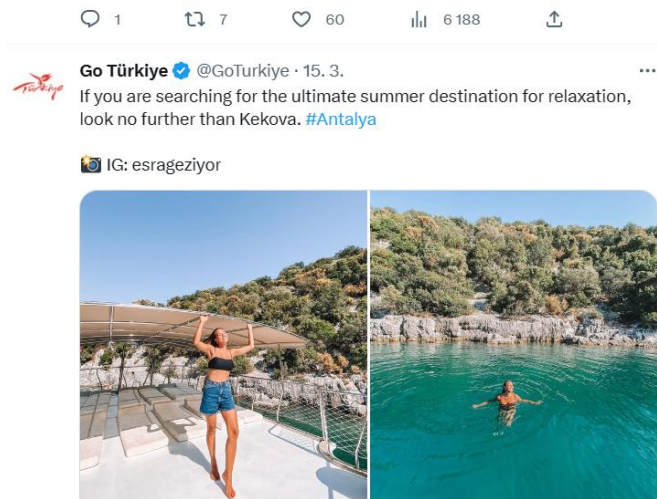 1 7 60 6 188
Türkiye
Go Türkiye @GoTurkiye · 15. 3.
If you are searching for the ultimate summer destination for relaxation,
look no further than Kekova. #Antalya
IG: esrageziyor